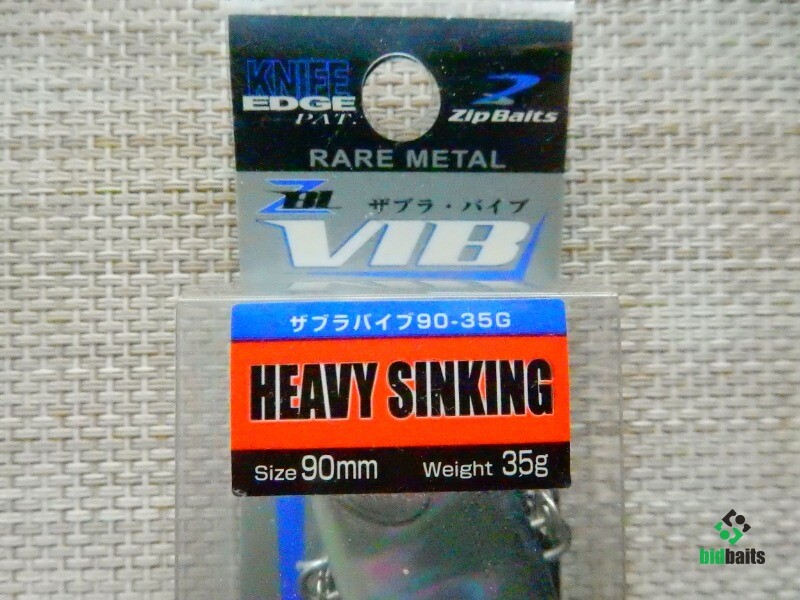 KNIFE
EDGE
PAT.
ZipBaits
RARE METAL
ZBL ザブラ・バイブ
VIB
ザブラバイブ90-35G
HEAVY SINKING
Size 90mm Weight 35g
bidbaits